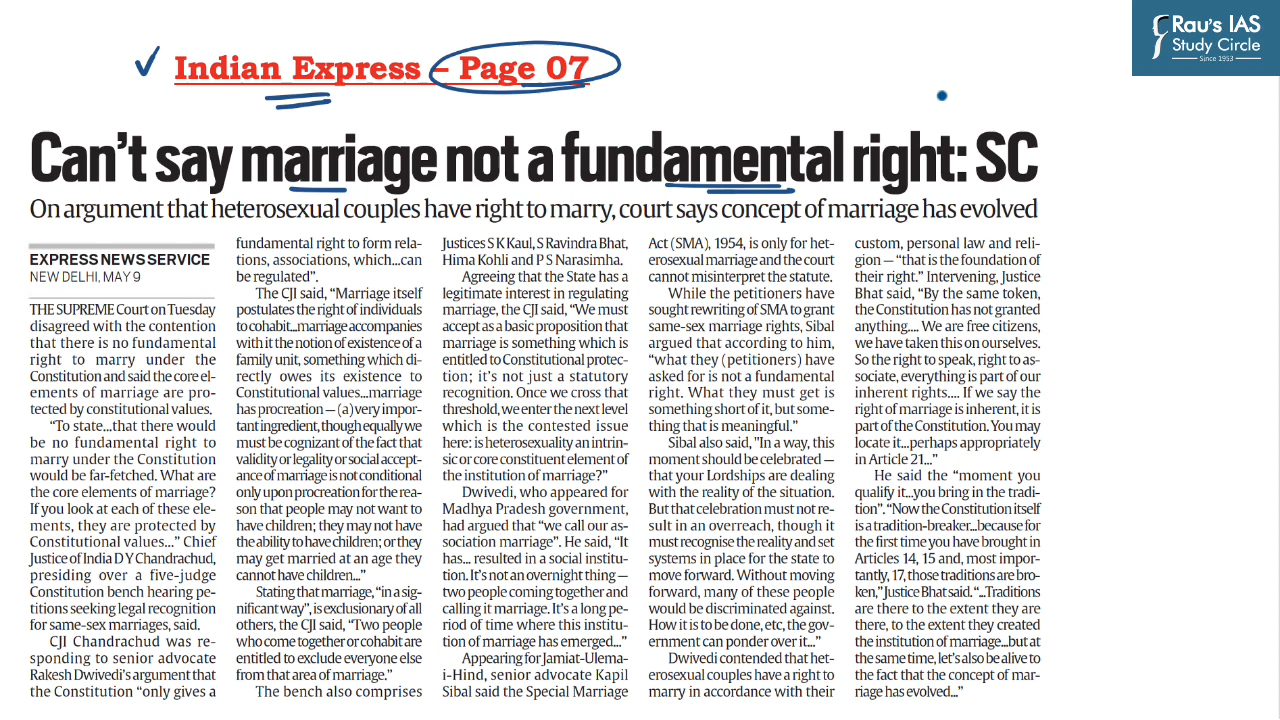 Rau's IAS
Study Circle
Since 1953
Indian Express – Page 07
Can't say marriage not a fundamental right: SC
On argument that heterosexual couples have right to marry, court says concept of marriage has evolved
EXPRESS NEWS SERVICE
NEW DELHI, MAY 9
THE SUPREME Court on Tuesday
disagreed with the contention
that there is no fundamental
right to marry under the
Constitution and said the core el-
ements of marriage are pro-
tected by constitutional values.
"To state...that there would
be no fundamental right to
marry under the Constitution
would be far-fetched. What are
the core elements of marriage?
If you look at each of these ele-
ments, they are protected by
Constitutional values..." Chief
Justice of India D Y Chandrachud,
presiding over a five-judge
Constitution bench hearing pe-
titions seeking legal recognition
for same-sex marriages, said.
CJI Chandrachud was re-
sponding to senior advocate
Rakesh Dwivedi's argument that
the Constitution "only gives a
fundamental right to form rela-
tions, associations, which...can
be regulated".
The CJI said, "Marriage itself
postulates the right of individuals
to cohabit...marriage accompanies
with it the notion of existence of a
family unit, something which di-
rectly owes its existence to
Constitutional values...marriage
has procreation — (a) very impor-
tant ingredient, though equally we
must be cognizant of the fact that
validity or legality or social accept-
ance of marriage is not conditional
only upon procreation for the rea-
son that people may not want to
have children; they may not have
the ability to have children; or they
may get married at an age they
cannot have children..."
Stating that marriage, "in a sig-
nificant way", is exclusionary of all
others, the CJI said, "Two people
who come together or cohabit are
entitled to exclude everyone else
from that area of marriage."
The bench also comprises
Justices S K Kaul, S Ravindra Bhat,
Hima Kohli and P S Narasimha.
Agreeing that the State has a
legitimate interest in regulating
marriage, the CJI said, "We must
accept as a basic proposition that
marriage is something which is
entitled to Constitutional protec-
tion; it's not just a statutory
recognition. Once we cross that
threshold, we enter the next level
which is the contested issue
here: is heterosexuality an intrin-
sic or core constituent element of
the institution of marriage?"
Dwivedi, who appeared for
Madhya Pradesh government,
had argued that "we call our as-
sociation marriage". He said, "It
has... resulted in a social institu-
tion. It's not an overnight thing —
two people coming together and
calling it marriage. It's a long pe-
riod of time where this institu-
tion of marriage has emerged..."
Appearing for Jamiat-Ulema-
i-Hind, senior advocate Kapil
Sibal said the Special Marriage
Act (SMA), 1954, is only for het-
erosexual marriage and the court
cannot misinterpret the statute.
While the petitioners have
sought rewriting of SMA to grant
same-sex marriage rights, Sibal
argued that according to him,
"what they (petitioners) have
asked for is not a fundamental
right. What they must get is
something short of it, but some-
thing that is meaningful."
Sibal also said, "In a way, this
moment should be celebrated —
that your Lordships are dealing
with the reality of the situation.
But that celebration must not re-
sult in an overreach, though it
must recognise the reality and set
systems in place for the state to
move forward. Without moving
forward, many of these people
would be discriminated against.
How it is to be done, etc, the gov-
ernment can ponder over it..."
Dwivedi contended that het-
erosexual couples have a right to
marry in accordance with their
custom, personal law and reli-
gion — "that is the foundation of
their right." Intervening, Justice
Bhat said, "By the same token,
the Constitution has not granted
anything.... We are free citizens,
we have taken this on ourselves.
So the right to speak, right to as-
sociate, everything is part of our
inherent rights.... If we say the
right of marriage is inherent, it is
part of the Constitution. You may
locate it...perhaps appropriately
in Article 21..."
He said the "moment you
qualify it...you bring in the tradi-
tion". "Now the Constitution itself
is a tradition-breaker...because for
the first time you have brought in
Articles 14, 15 and, most impor-
tantly, 17, those traditions are bro-
ken," Justice Bhat said. "...Traditions
are there to the extent they are
there, to the extent they created
the institution of marriage...but at
the same time, let's also be alive to
the fact that the concept of mar-
riage has evolved..."